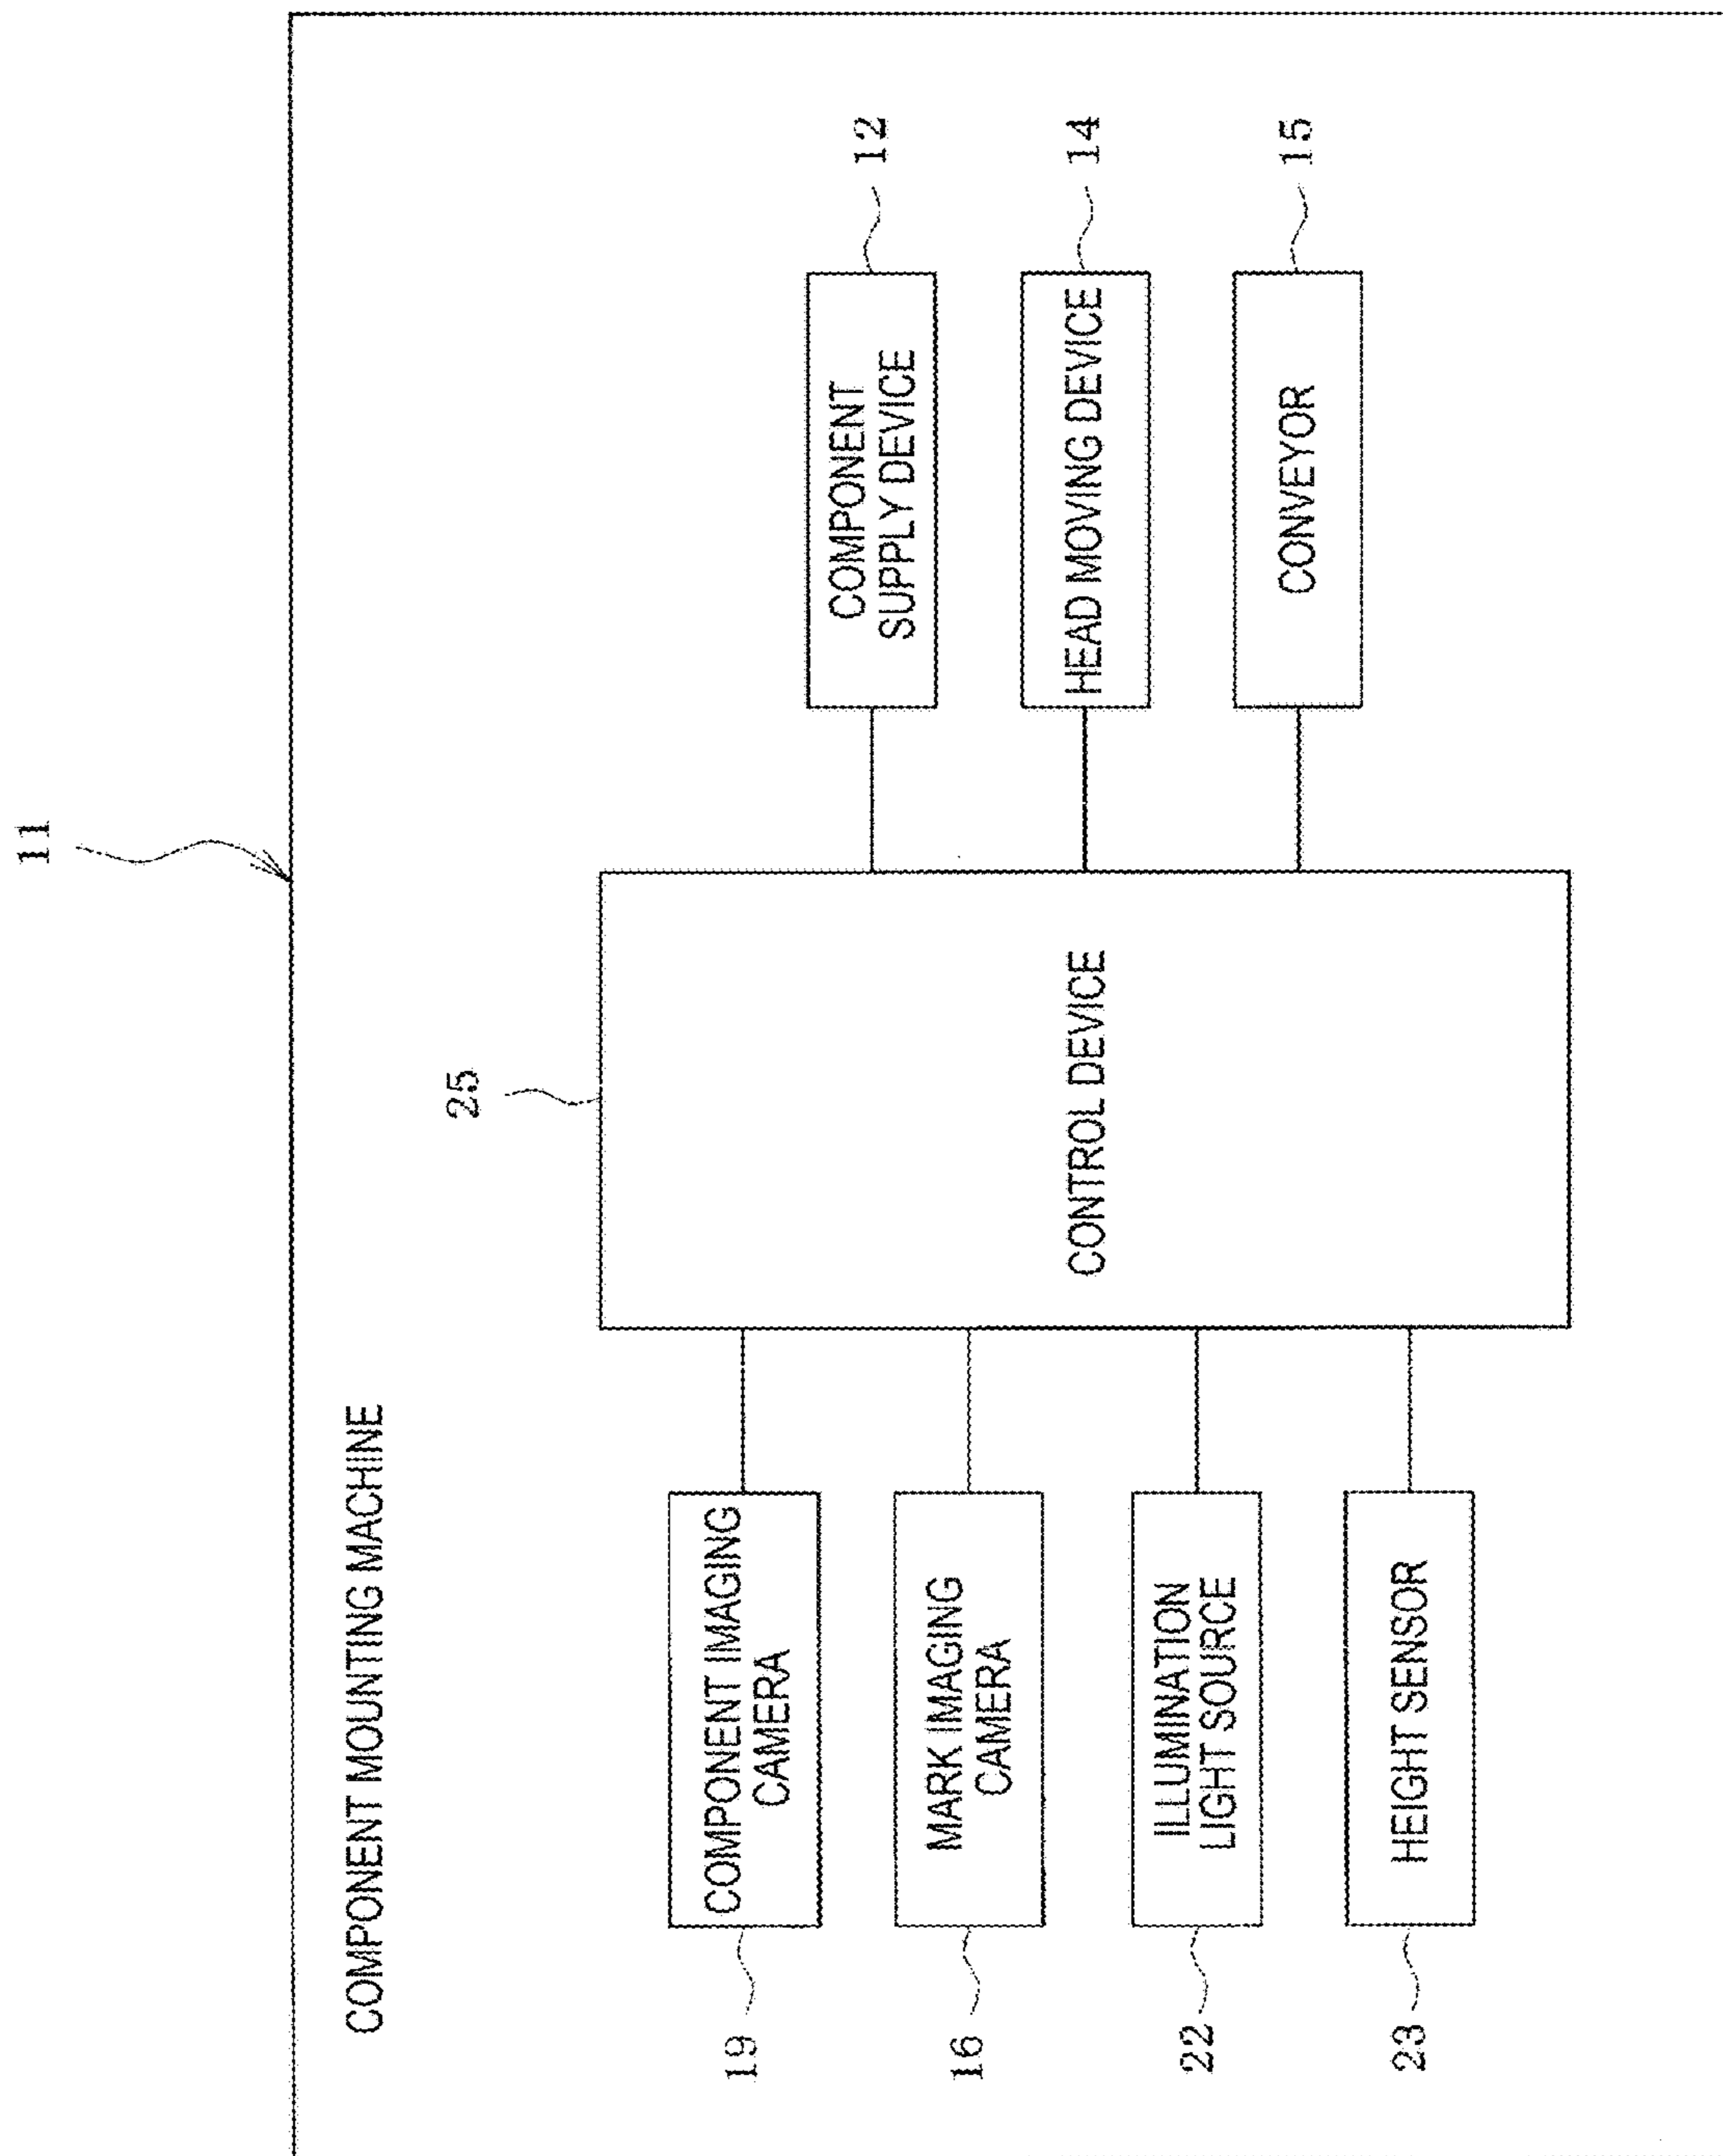 11
COMPONENT MOUNTING MACHINE
25
19
COMPONENT IMAGING
CAMERA
16
MARK IMAGING
CAMERA
22
ILLUMINATION
LIGHT SOURCE
23
HEIGHT SENSOR
CONTROL DEVICE
COMPONENT
SUPPLY DEVICE
12
HEAD MOVING DEVICE
14
CONVEYOR
15